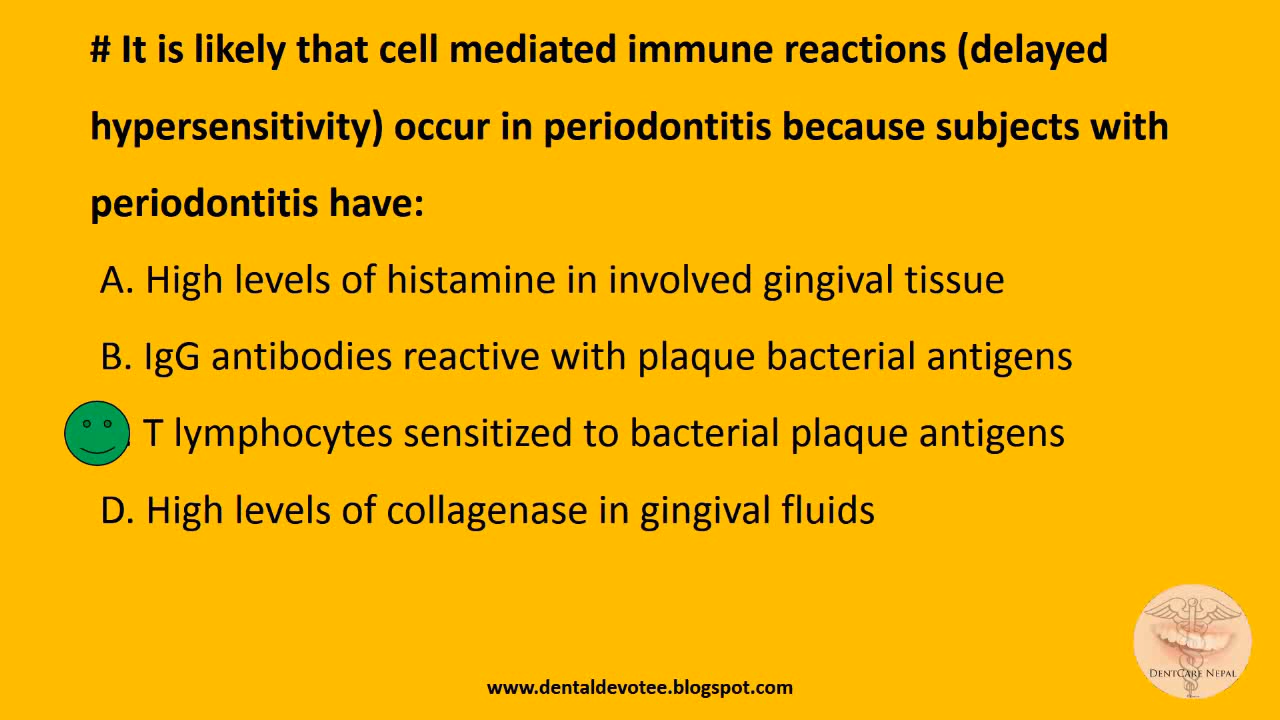 # It is likely that cell mediated immune reactions (delayed
hypersensitivity) occur in periodontitis because subjects with
periodontitis have:
A. High levels of histamine in involved gingival tissue
B. IgG antibodies reactive with plaque bacterial antigens
. T lymphocytes sensitized to bacterial plaque antigens
D. High levels of collagenase in gingival fluids
DENTCARE NEPAL
www.dentaldevotee.blogspot.com